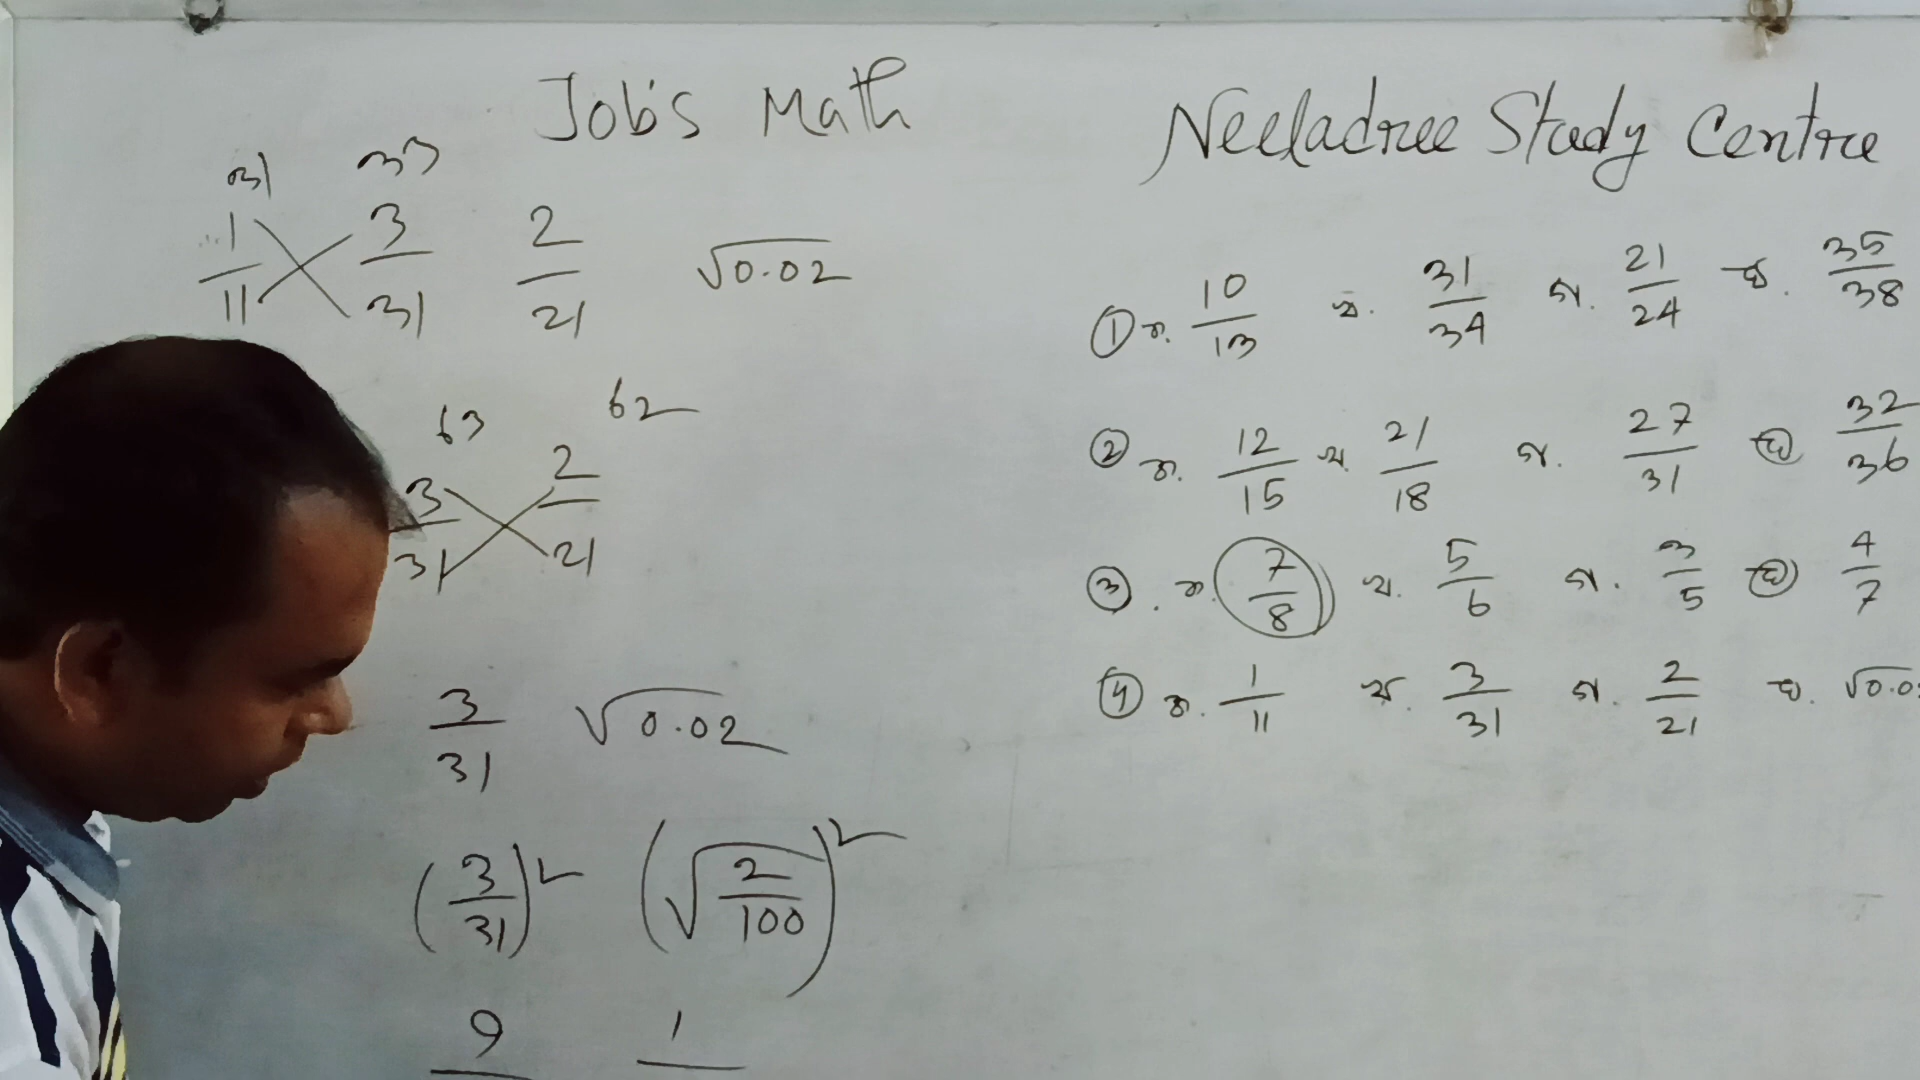 Job's Math
31 33
1/11 3/31 2/21 √0.02
63 62
3/31 2/21
3/31 √0.02
(3/31)² (√2/100)²
9 1
Neeladree Study Centre
① ক. 10/13 খ. 31/34 গ. 21/24 ঘ. 35/38
② ক. 12/15 খ. 21/18 গ. 27/31 ঘ 32/36
③ . ক. 7/8 খ. 5/6 গ. 3/5 ঘ 4/7
④ ক. 1/11 খ. 3/31 গ. 2/21 ঘ. √0.0